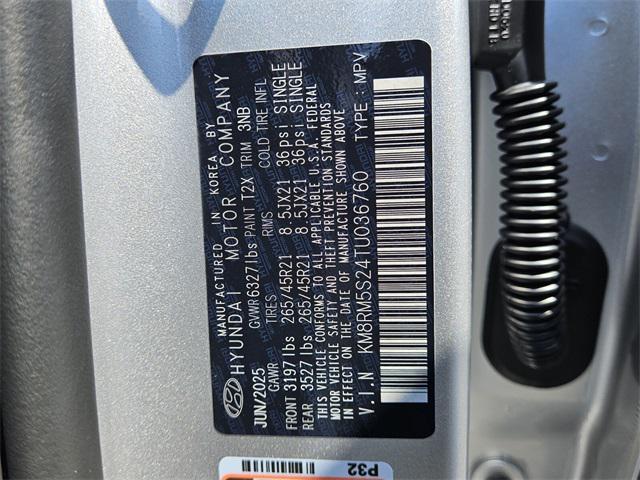 MANUFACTURED IN KOREA BY
HYUNDAI MOTOR COMPANY
JUN/2025 GVWR 6327lbs PAINT T2X TRIM 3NB
GAWR TIRES RIMS COLD TIRE INFL
FRONT 3197lbs 265/45R21 8.5JX21 36psi SINGLE
REAR 3527lbs 265/45R21 8.5JX21 36psi SINGLE
THIS VEHICLE CONFORMS TO ALL APPLICABLE U.S.A. FEDERAL
MOTOR VEHICLE SAFETY AND THEFT PREVENTION STANDARDS
IN EFFECT ON THE DATE OF MANUFACTURE SHOWN ABOVE
V.I.N KM8RM5S24TU036760 TYPE : MPV
P32